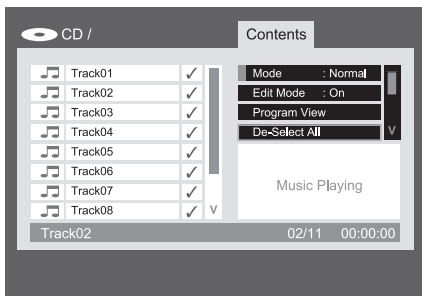 CD /
Contents
Track01 ✓
Track02 ✓
Track03 ✓
Track04 ✓
Track05 ✓
Track06 ✓
Track07 ✓
Track08 ✓
V
Mode : Normal
Edit Mode : On
Program View
De-Select All
V
Music Playing
Track02 02/11 00:00:00